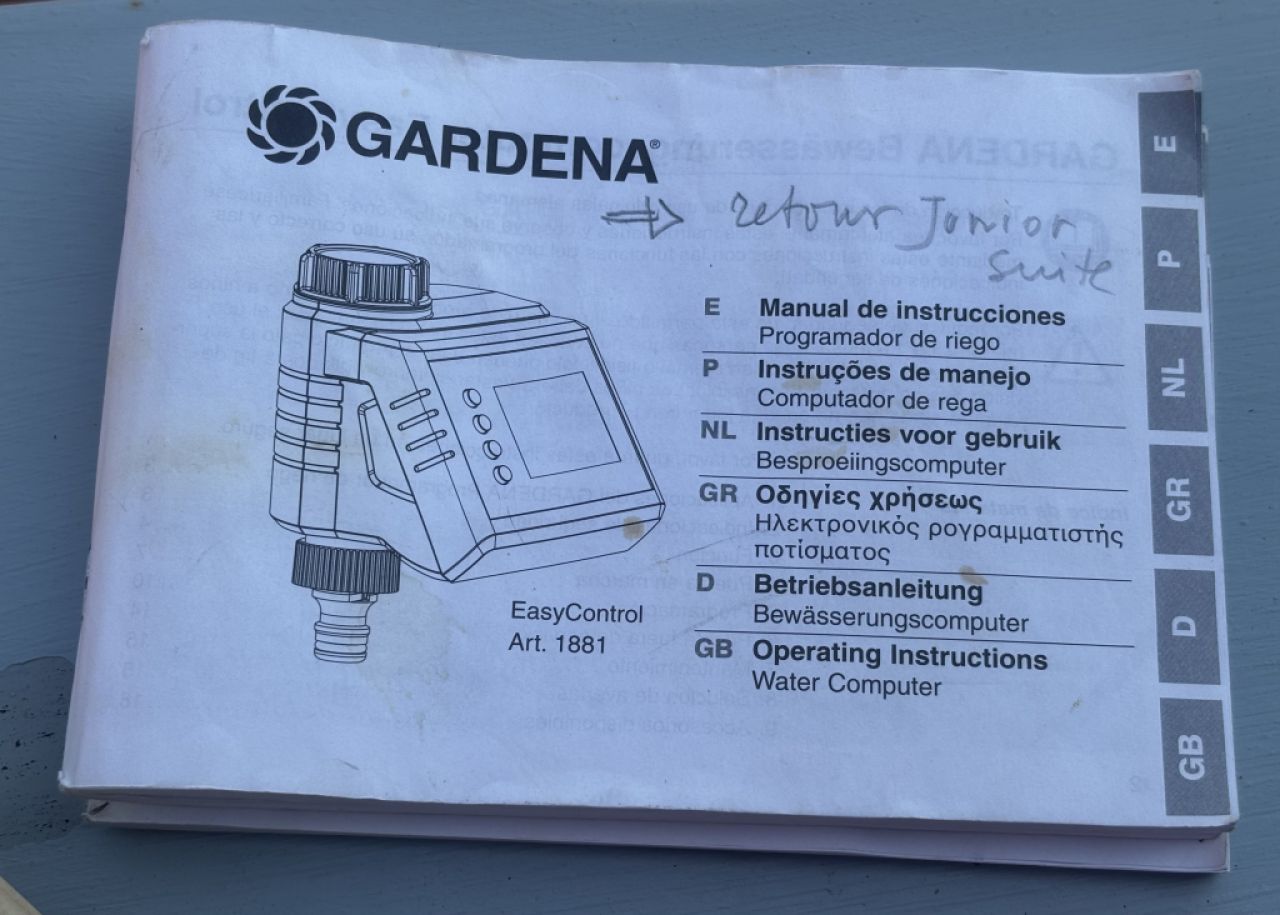 GARDENA®
⇒ retour Junior
suite
E Manual de instrucciones
Programador de riego
P Instruções de manejo
Computador de rega
NL Instructies voor gebruik
Besproeiingscomputer
GR Οδηγίες χρήσεως
Ηλεκτρονικός ρογραμματιστής
ποτίσματος
D Betriebsanleitung
Bewässerungscomputer
GB Operating Instructions
Water Computer
EasyControl
Art. 1881
E
P
NL
GR
D
GB